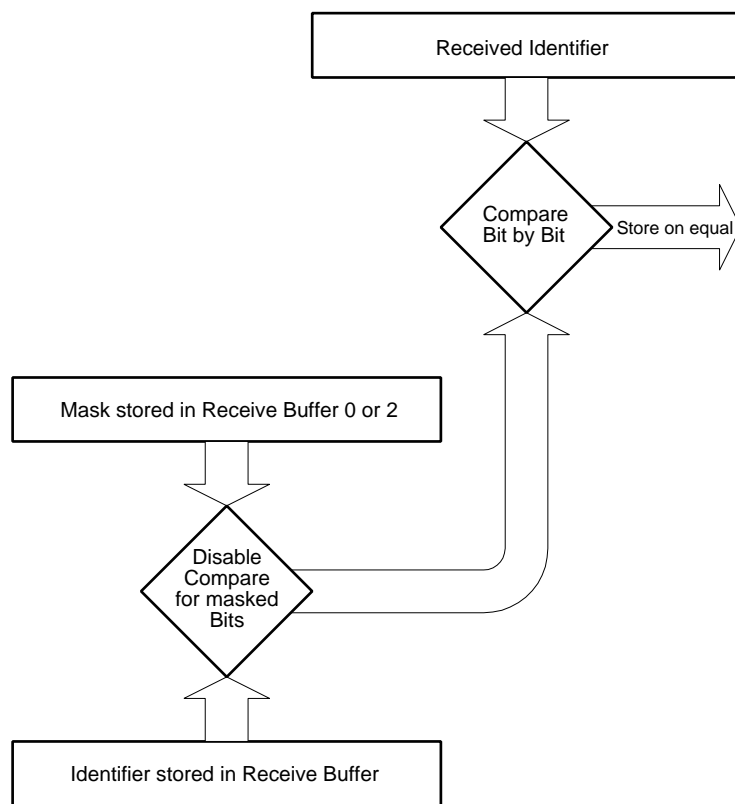 Received Identifier
Compare
Bit by Bit
Store on equal
Mask stored in Receive Buffer 0 or 2
Disable
Compare
for masked
Bits
Identifier stored in Receive Buffer